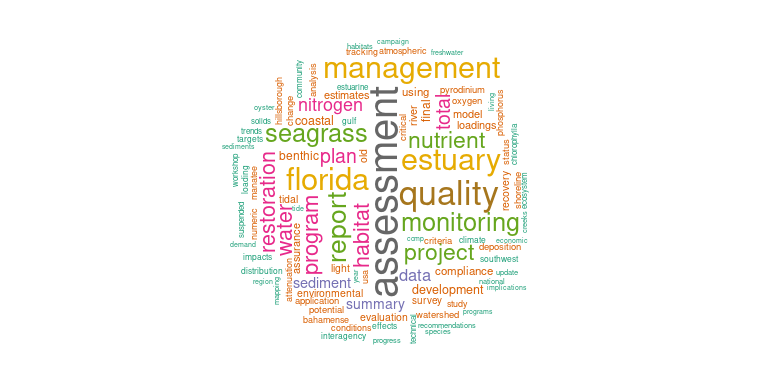 campaign
habitats
tracking
atmospheric
freshwater
management
community
analysis
estuarine
using
pyrodinium
estimates
nitrogen
oxygen
living
hillsborough
change
oyster
solids
coastal
gulf
critical
river
final
total
model
loadings
phosphorus
chlorophylla
trends
targets
seagrass
nutrient
assessment
sediments
benthic
plan
old
estuary
status
workshop
loading
manatee
restoration
florida
quality
recovery
shoreline
ecosystem
creeks
suspended
numeric
water
tidal
tide
program
report
habitat
monitoring
demand
assurance
comp
criteria
climate
economic
deposition
impacts
project
southwest
distribution
light
year
usa
data
compliance
update
region
mapping
attenuation
sediment
national
implications
environmental
development
application
summary
survey
study
potential
programs
bahamense
evaluation
watershed
conditions
effects
technical
recommendations
species
interagency
progress